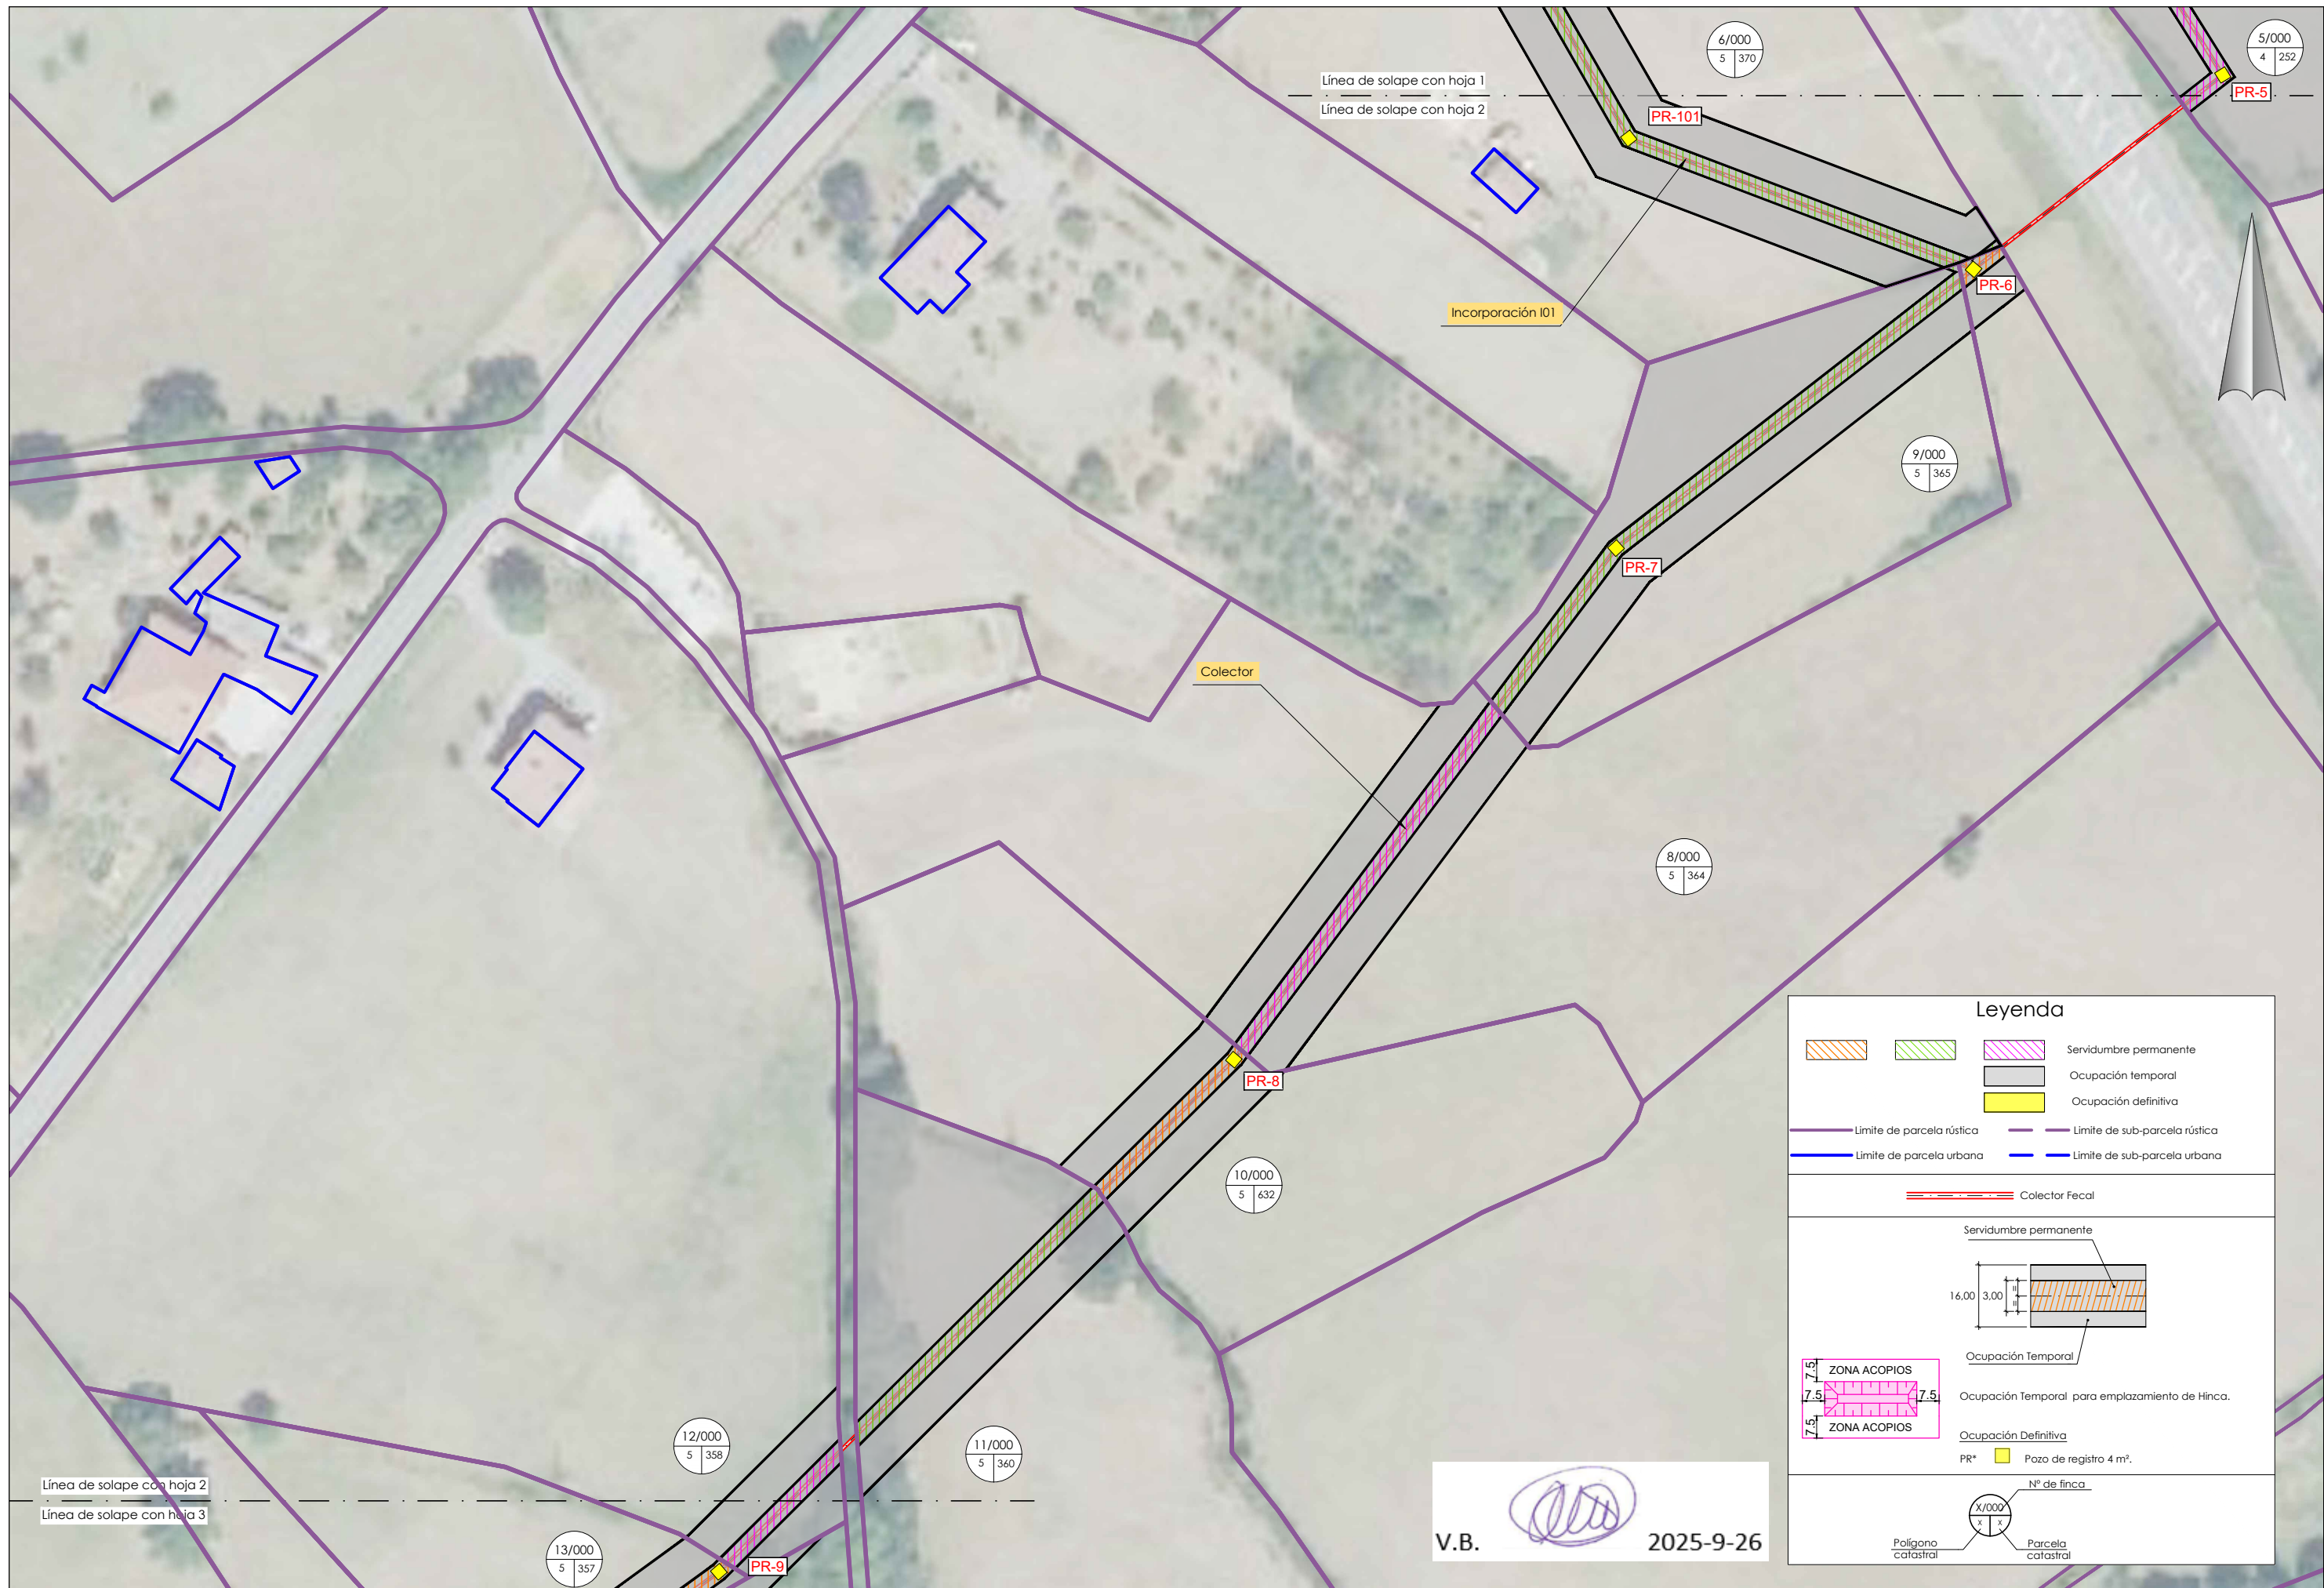 6/000
5 370
5/000
4 252
Línea de solape con hoja 1
Línea de solape con hoja 2
PR-5
PR-101
PR-6
Incorporación I01
9/000
5 365
PR-7
Colector
8/000
5 364
PR-8
10/000
5 632
12/000
5 358
11/000
5 360
Línea de solape con hoja 2
Línea de solape con hoja 3
13/000
5 357
PR-9
V.B. 2025-9-26
Leyenda
Servidumbre permanente
Ocupación temporal
Ocupación definitiva
Limite de parcela rústica
Limite de sub-parcela rústica
Limite de parcela urbana
Limite de sub-parcela urbana
Colector Fecal
Servidumbre permanente
16,00 3,00 = =
Ocupación Temporal
7.5 ZONA ACOPIOS
7.5 7.5
7.5 ZONA ACOPIOS
Ocupación Temporal para emplazamiento de Hinca.
Ocupación Definitiva
PR* Pozo de registro 4 m².
Nº de finca
X/000
X X
Polígono catastral
Parcela catastral